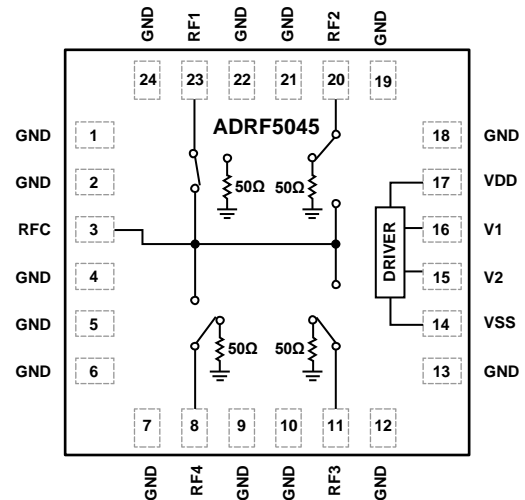 GND RF1 GND GND RF2 GND
24 23 22 21 20 19
ADRF5045
GND 1
GND 2
RFC 3
GND 4
GND 5
GND 6
18 GND
17 VDD
16 V1
15 V2
14 VSS
13 GND
DRIVER
50Ω 50Ω
50Ω 50Ω
7 8 9 10 11 12
GND RF4 GND GND RF3 GND